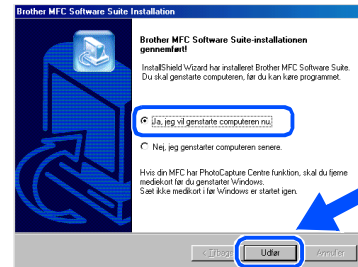 Brother MFC Software Suite Installation
Brother MFC Software Suite-installationen
gennemført!
InstallShield Wizard har installeret Brother MFC Software Suite.
Du skal genstarte computeren, før du kan køre programmet.
Ja, jeg vil genstarte computeren nu.
Nej, jeg genstarter computeren senere.
Hvis din MFC har PhotoCapture Centre funktion, skal du fjerne
mediekort før du genstarter Windows.
Sæt ikke medikort i før Windows er startet igen.
< Tilbage Udfør Annuller